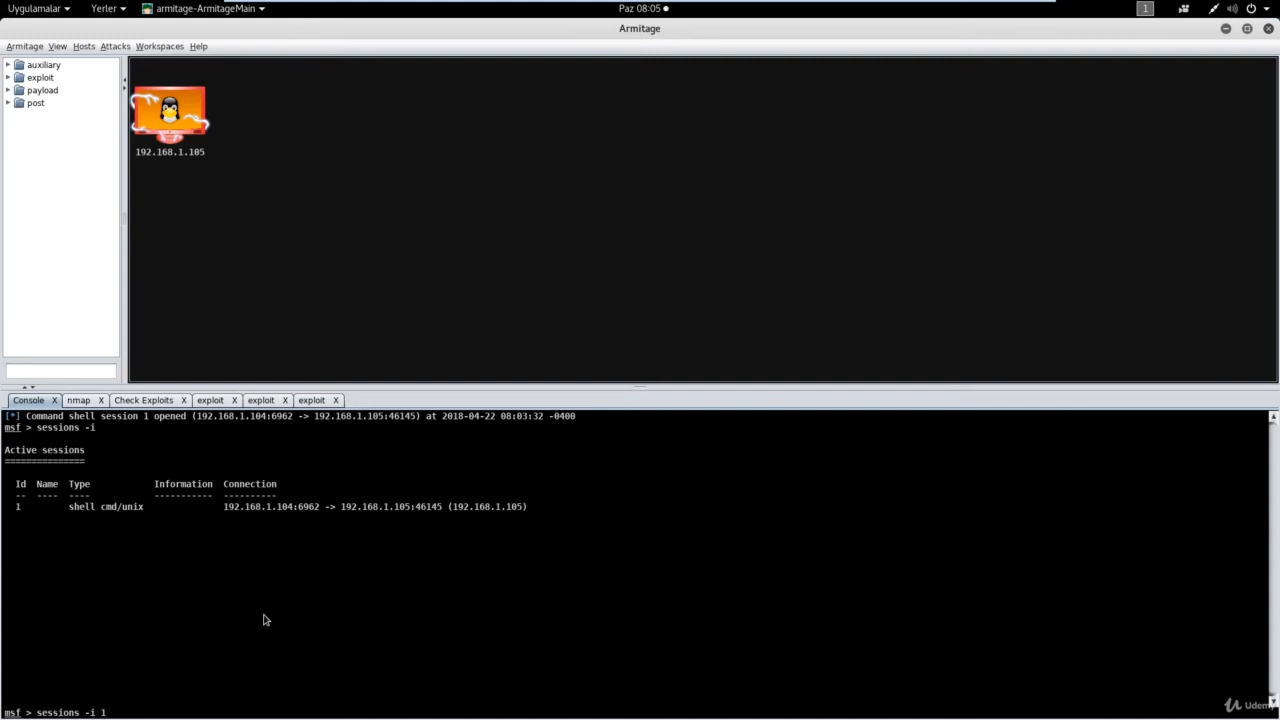 Uygulamalar Yerler armitage-ArmitageMain Paz 08:05 1
Armitage
Armitage View Hosts Attacks Workspaces Help
auxiliary
exploit
payload
post
192.168.1.105
Console X nmap X Check Exploits X exploit X exploit X exploit X
[*] Command shell session 1 opened (192.168.1.104:6962 -> 192.168.1.105:46145) at 2018-04-22 08:03:32 -0400
msf > sessions -i
Active sessions
===============
Id Name Type Information Connection
-- ---- ---- ----------- ----------
1 shell cmd/unix 192.168.1.104:6962 -> 192.168.1.105:46145 (192.168.1.105)
msf > sessions -i 1
Udemy